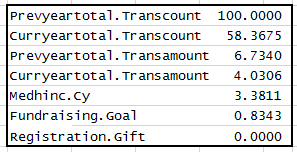 Prevyeartotal.Transcount 100.0000
Curryeartotal.Transcount 58.3675
Prevyeartotal.Transamount 6.7340
Curryeartotal.Transamount 4.0306
Medhinc.Cy 3.3811
Fundraising.Goal 0.8343
Registration.Gift 0.0000